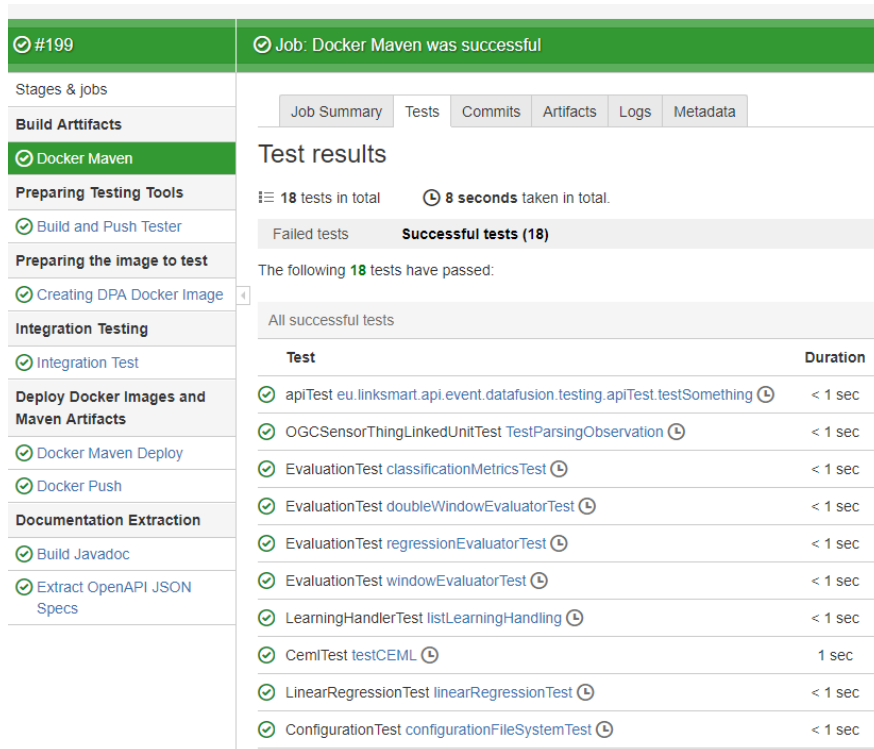 #199
Stages & jobs
Build Arttifacts
Docker Maven
Preparing Testing Tools
Build and Push Tester
Preparing the image to test
Creating DPA Docker Image
Integration Testing
Integration Test
Deploy Docker Images and
Maven Artifacts
Docker Maven Deploy
Docker Push
Documentation Extraction
Build Javadoc
Extract OpenAPI JSON
Specs
Job: Docker Maven was successful
Job Summary Tests Commits Artifacts Logs Metadata
Test results
18 tests in total 8 seconds taken in total.
Failed tests Successful tests (18)
The following 18 tests have passed:
All successful tests
Test Duration
apiTest eu.linksmart.api.event.datafusion.testing.apiTest.testSomething < 1 sec
OGCSensorThingLinkedUnitTest TestParsingObservation < 1 sec
EvaluationTest classificationMetricsTest < 1 sec
EvaluationTest doubleWindowEvaluatorTest < 1 sec
EvaluationTest regressionEvaluatorTest < 1 sec
EvaluationTest windowEvaluatorTest < 1 sec
LearningHandlerTest listLearningHandling < 1 sec
CemlTest testCEML 1 sec
LinearRegressionTest linearRegressionTest < 1 sec
ConfigurationTest configurationFileSystemTest < 1 sec